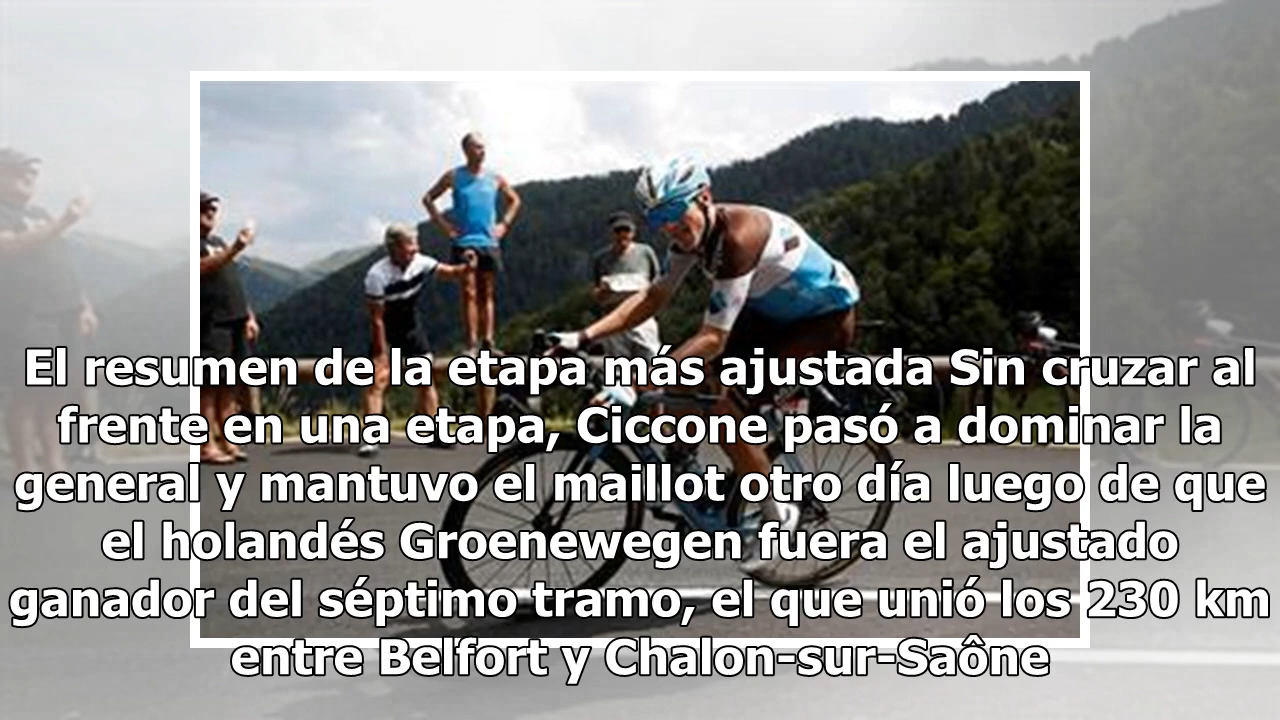 El resumen de la etapa más ajustada Sin cruzar al
frente en una etapa, Ciccone pasó a dominar la
general y mantuvo el maillot otro día luego de que
el holandés Groenewegen fuera el ajustado
ganador del séptimo tramo, el que unió los 230 km
entre Belfort y Chalon-sur-Saône